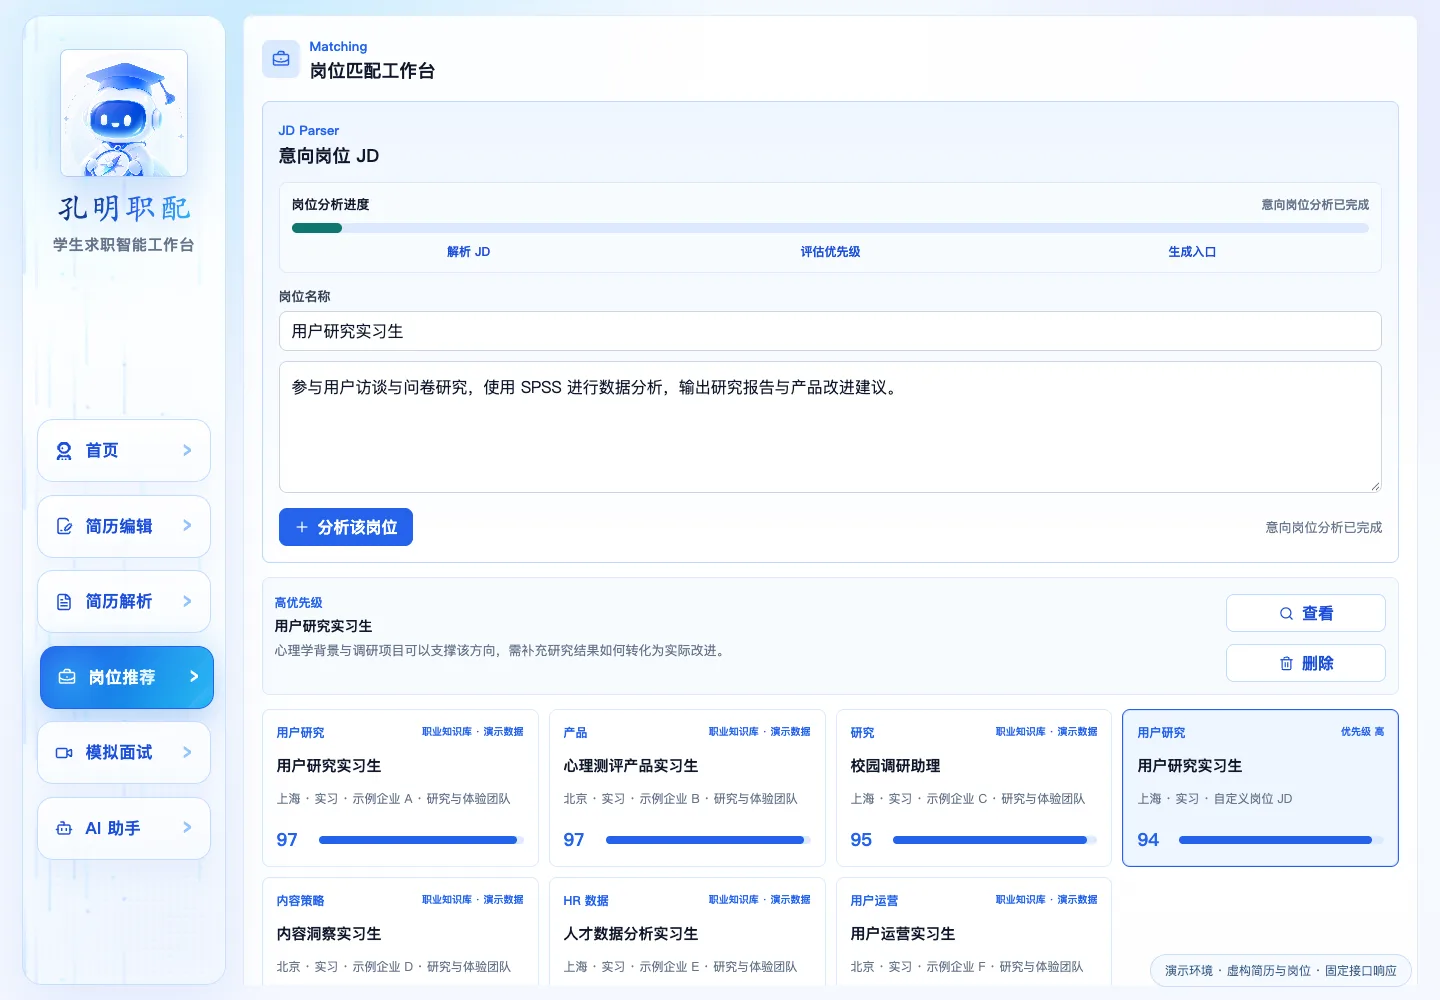 孔明职配
学生求职智能工作台
首页
简历编辑
简历解析
岗位推荐
模拟面试
AI 助手
Matching
岗位匹配工作台
JD Parser
意向岗位 JD
岗位分析进度
意向岗位分析已完成
解析 JD
评估优先级
生成入口
岗位名称
用户研究实习生
参与用户访谈与问卷研究，使用 SPSS 进行数据分析，输出研究报告与产品改进建议。
分析该岗位
意向岗位分析已完成
高优先级
用户研究实习生
心理学背景与调研项目可以支撑该方向，需补充研究结果如何转化为实际改进。
查看
删除
用户研究
职业知识库 · 演示数据
用户研究实习生
上海 · 实习 · 示例企业 A · 研究与体验团队
97
产品
职业知识库 · 演示数据
心理测评产品实习生
北京 · 实习 · 示例企业 B · 研究与体验团队
97
研究
职业知识库 · 演示数据
校园调研助理
上海 · 实习 · 示例企业 C · 研究与体验团队
95
用户研究
优先级 高
用户研究实习生
上海 · 实习 · 自定义岗位 JD
94
内容策略
职业知识库 · 演示数据
内容洞察实习生
北京 · 实习 · 示例企业 D · 研究与体验团队
HR 数据
职业知识库 · 演示数据
人才数据分析实习生
上海 · 实习 · 示例企业 E · 研究与体验团队
用户运营
职业知识库 · 演示数据
用户运营实习生
北京 · 实习 · 示例企业 F · 研究与体验团队
演示环境 · 虚构简历与岗位 · 固定接口响应